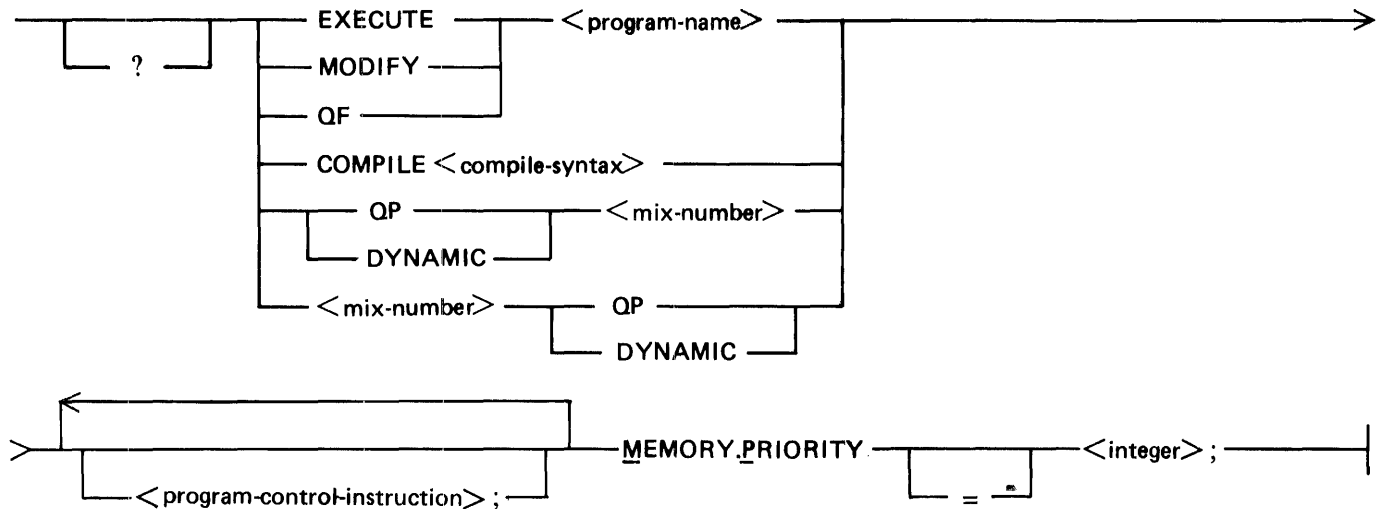 EXECUTE <program-name>
?
MODIFY
QF
COMPILE <compile-syntax>
QP <mix-number>
DYNAMIC
<mix-number> QP
DYNAMIC
MEMORY.PRIORITY <integer> ;
<program-control-instruction> ; =